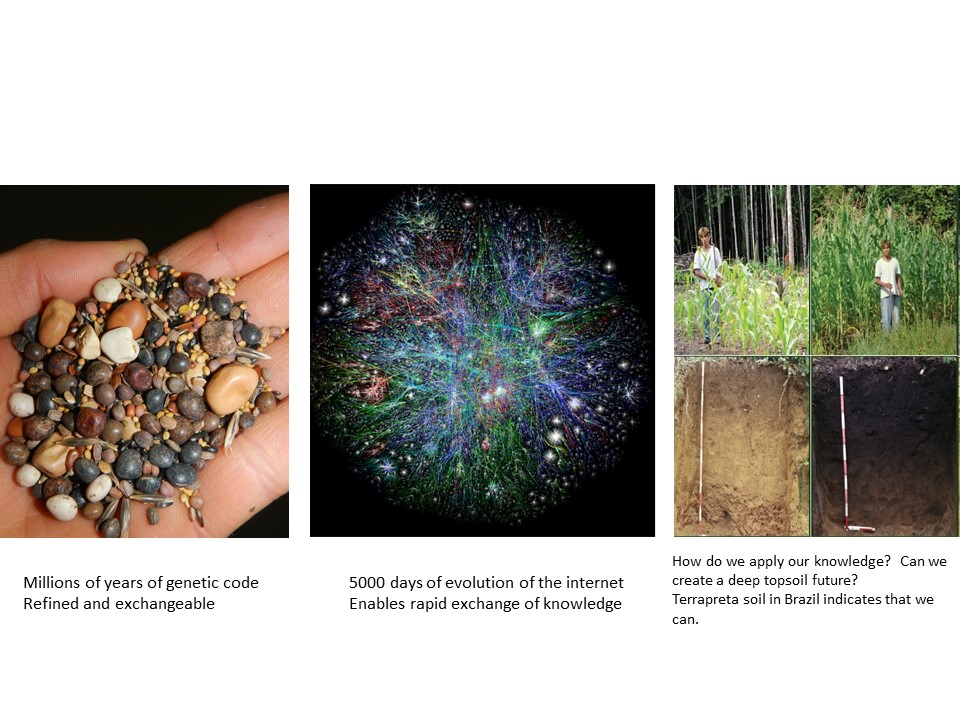 Millions of years of genetic code
Refined and exchangeable
5000 days of evolution of the internet
Enables rapid exchange of knowledge
How do we apply our knowledge?  Can we
create a deep topsoil future?
Terrapreta soil in Brazil indicates that we
can.